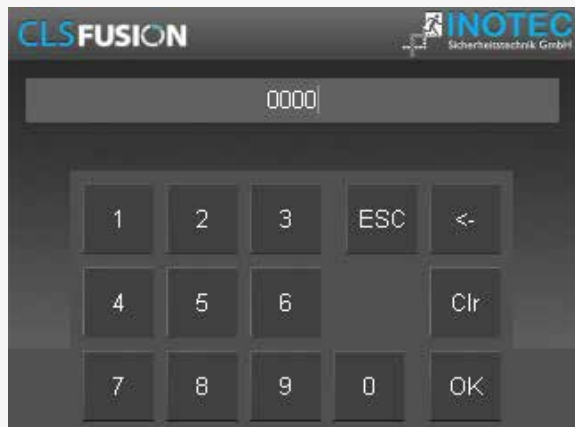 CLSFUSION
INOTEC
Sicherheitstechnik GmbH
0000
1 2 3 ESC <-
4 5 6 Clr
7 8 9 0 OK